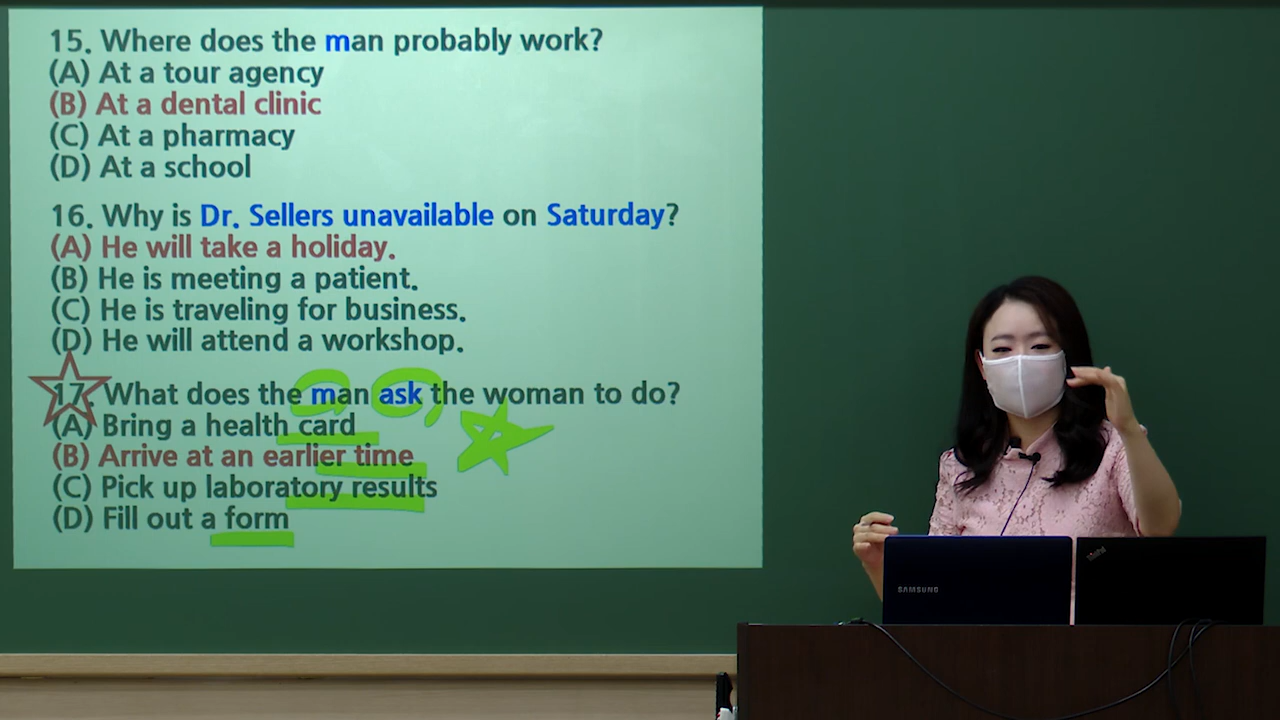 15. Where does the man probably work?
(A) At a tour agency
(B) At a dental clinic
(C) At a pharmacy
(D) At a school
16. Why is Dr. Sellers unavailable on Saturday?
(A) He will take a holiday.
(B) He is meeting a patient.
(C) He is traveling for business.
(D) He will attend a workshop.
17. What does the man ask the woman to do?
(A) Bring a health card
(B) Arrive at an earlier time
(C) Pick up laboratory results
(D) Fill out a form
SAMSUNG
ThinkPad